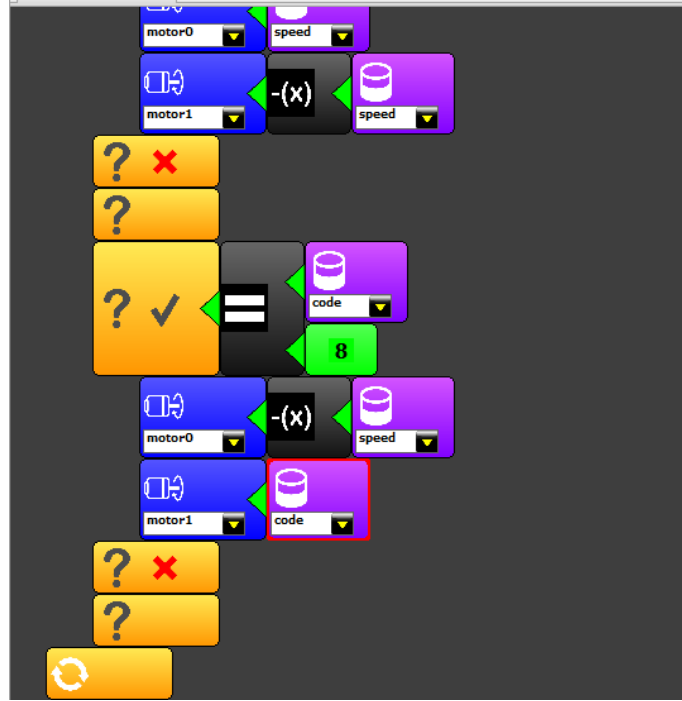 motor0 speed
motor1 -(x) speed
? ×
?
? ✓ = code
8
motor0 -(x) speed
motor1 code
? ×
?